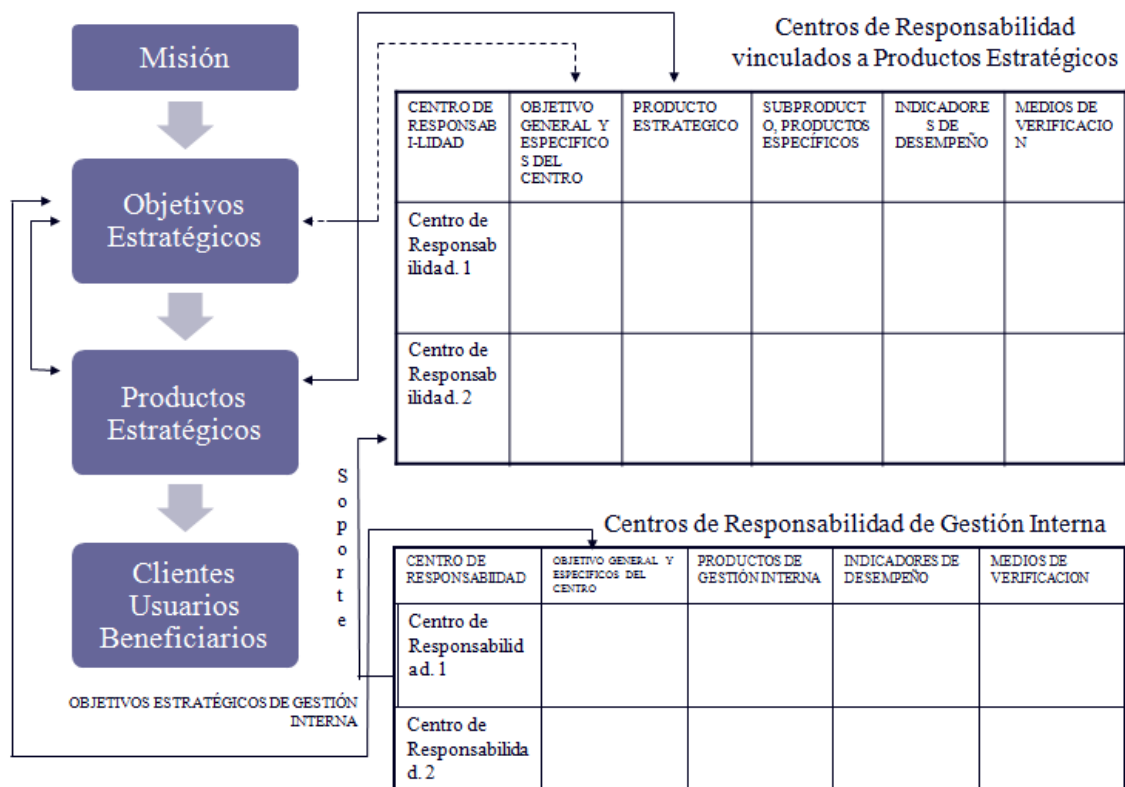 Misión
Objetivos
Estratégicos
Productos
Estratégicos
Clientes
Usuarios
Beneficiarios
Centros de Responsabilidad
vinculados a Productos Estratégicos
CENTRO DE
RESPONSAB
I-LIDAD
OBJETIVO
GENERAL Y
ESPECIFICO
S DEL
CENTRO
PRODUCTO
ESTRATEGICO
SUBPRODUCT
O, PRODUCTOS
ESPECÍFICOS
INDICADORE
S DE
DESEMPEÑO
MEDIOS DE
VERIFICACIO
N
Centro de
Responsab
ilidad. 1
Centro de
Responsab
ilidad. 2
S
o
p
o
r
t
e
Centros de Responsabilidad de Gestión Interna
CENTRO DE
RESPONSABIIDAD
OBJETIVO GENERAL Y
ESPECIFICOS DEL
CENTRO
PRODUCTOS DE
GESTIÓN INTERNA
INDICADORES DE
DESEMPEÑO
MEDIOS DE
VERIFICACION
Centro de
Responsabilid
ad. 1
Centro de
Responsabilida
d. 2
OBJETIVOS ESTRATÉGICOS DE GESTIÓN
INTERNA